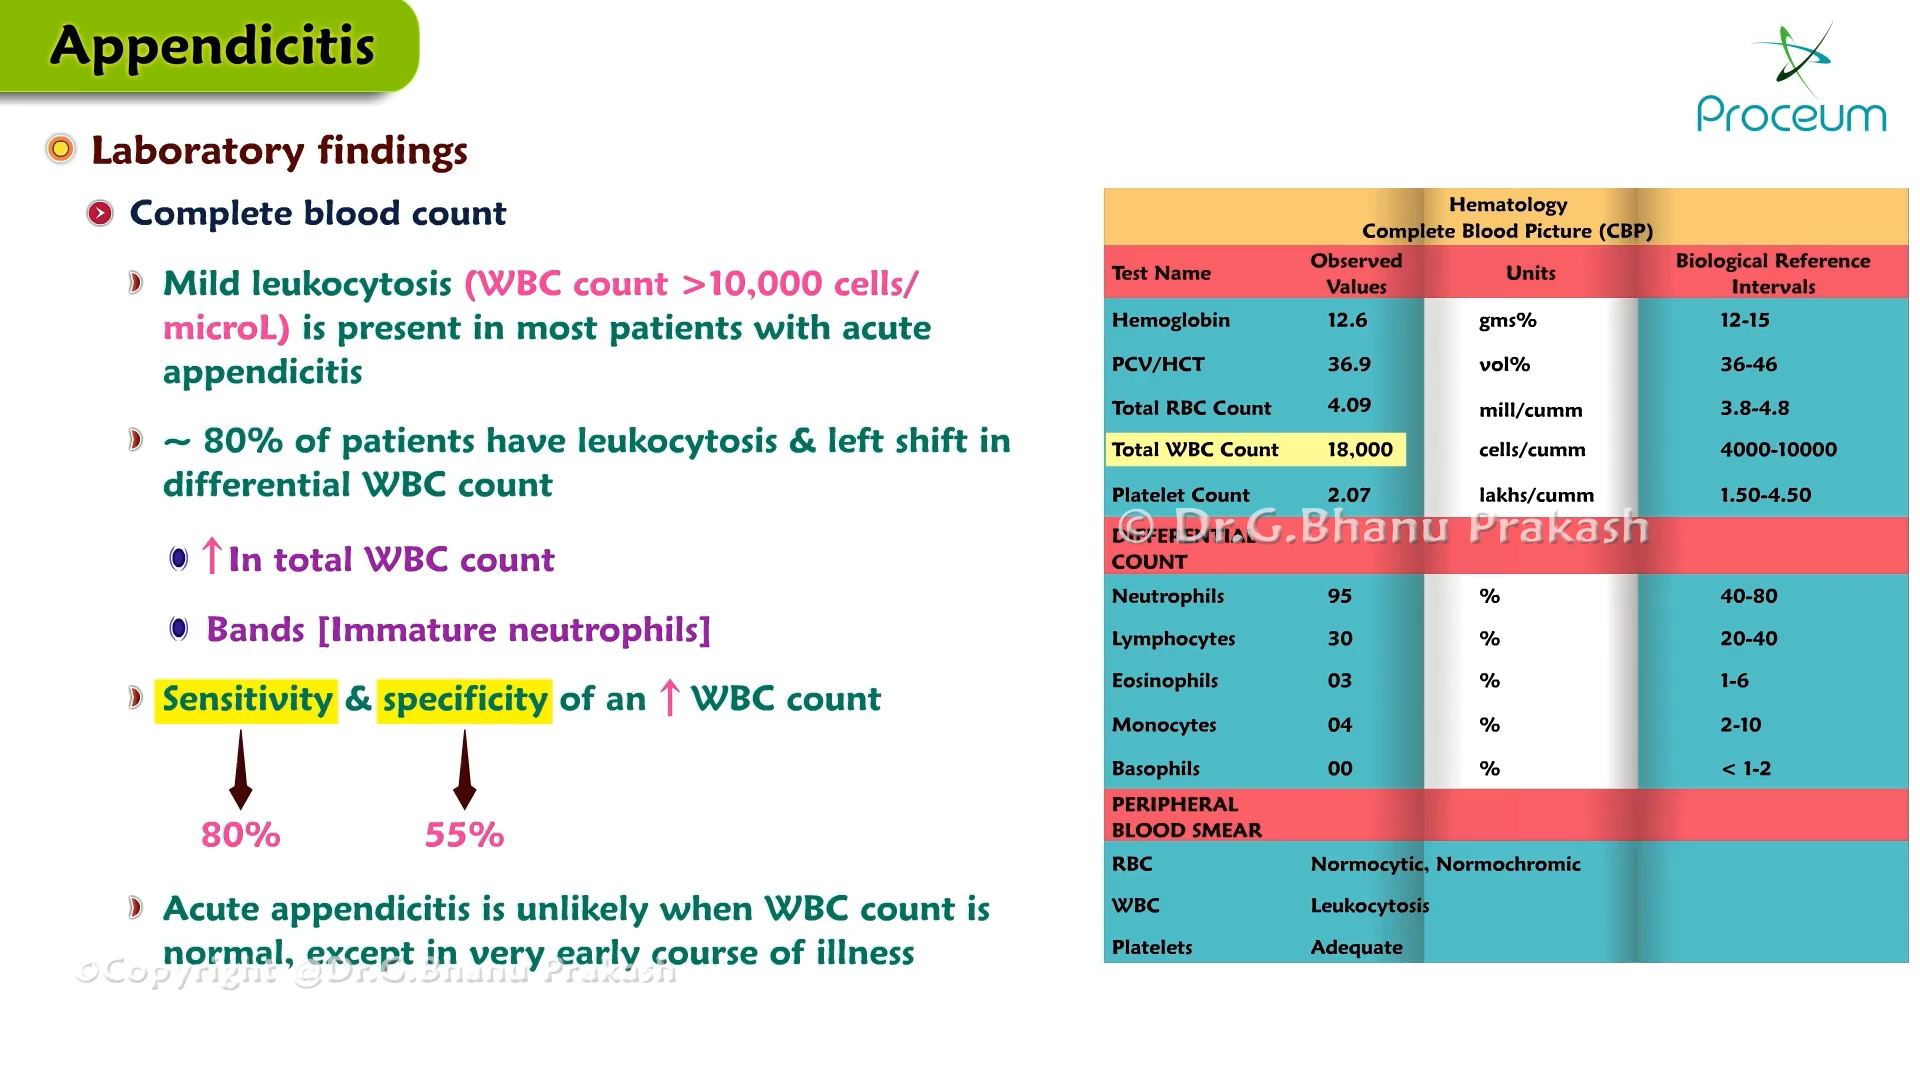 Appendicitis
Proceum
Laboratory findings
Complete blood count
Mild leukocytosis (WBC count >10,000 cells/
microL) is present in most patients with acute
appendicitis
~ 80% of patients have leukocytosis & left shift in
differential WBC count
↑In total WBC count
Bands [Immature neutrophils]
Sensitivity & specificity of an ↑ WBC count
80% 55%
Acute appendicitis is unlikely when WBC count is
normal, except in very early course of illness
©Copyright @Dr.G.Bhanu Prakash
Hematology
Complete Blood Picture (CBP)
Test Name Observed Values Units Biological Reference Intervals
Hemoglobin 12.6 gms% 12-15
PCV/HCT 36.9 vol% 36-46
Total RBC Count 4.09 mill/cumm 3.8-4.8
Total WBC Count 18,000 cells/cumm 4000-10000
Platelet Count 2.07 lakhs/cumm 1.50-4.50
© Dr.G.Bhanu Prakash
DIFFERENTIAL
COUNT
Neutrophils 95 % 40-80
Lymphocytes 30 % 20-40
Eosinophils 03 % 1-6
Monocytes 04 % 2-10
Basophils 00 % < 1-2
PERIPHERAL
BLOOD SMEAR
RBC Normocytic, Normochromic
WBC Leukocytosis
Platelets Adequate